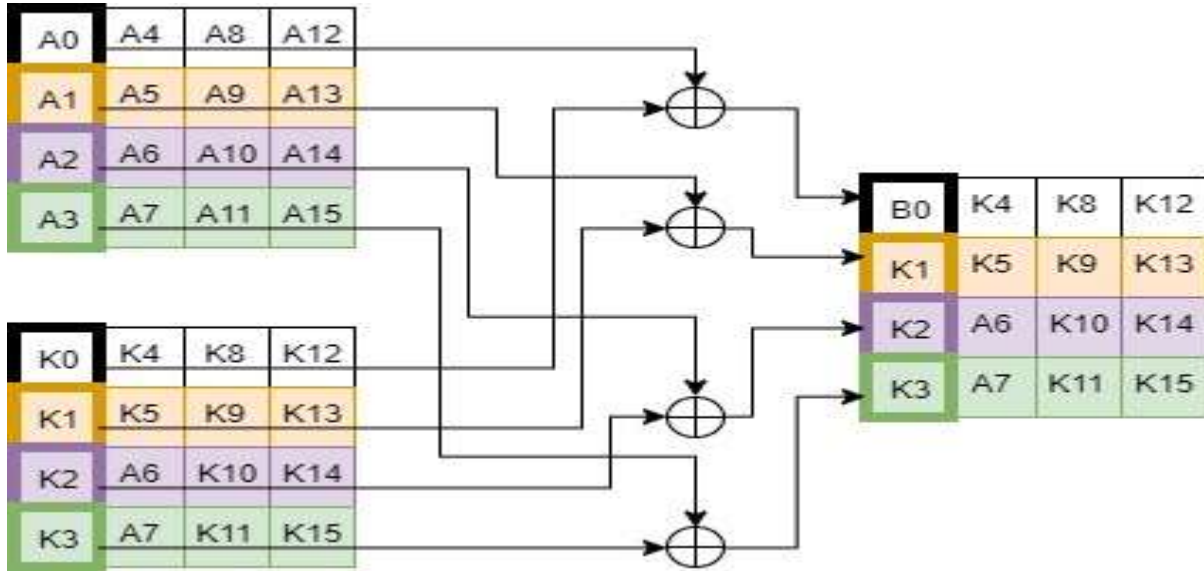 A0 A4 A8 A12
A1 A5 A9 A13
A2 A6 A10 A14
A3 A7 A11 A15
K0 K4 K8 K12
K1 K5 K9 K13
K2 A6 K10 K14
K3 A7 K11 K15
B0 K4 K8 K12
K1 K5 K9 K13
K2 A6 K10 K14
K3 A7 K11 K15